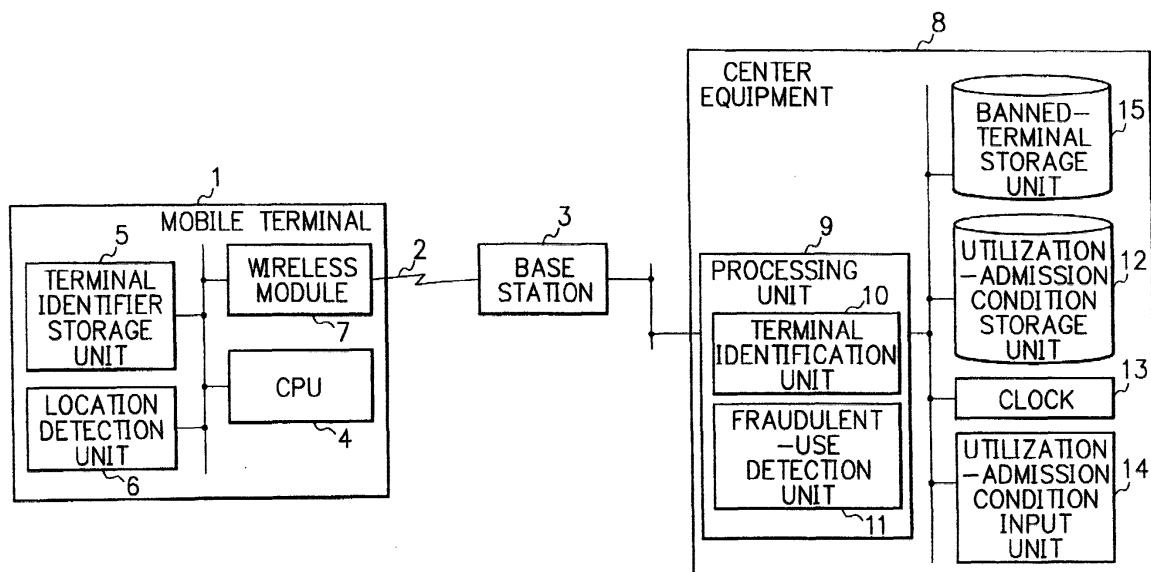 1
MOBILE TERMINAL
5
TERMINAL
IDENTIFIER
STORAGE
UNIT
WIRELESS
MODULE
7
2
LOCATION
DETECTION
UNIT
6
CPU
4
3
BASE
STATION
8
CENTER
EQUIPMENT
9
PROCESSING
UNIT
10
TERMINAL
IDENTIFICATION
UNIT
FRAUDULENT
-USE
DETECTION
UNIT
11
BANNED-
TERMINAL
STORAGE
UNIT
15
UTILIZATION
-ADMISSION
CONDITION
STORAGE
UNIT
12
CLOCK
13
UTILIZATION
-ADMISSION
CONDITION
INPUT
UNIT
14